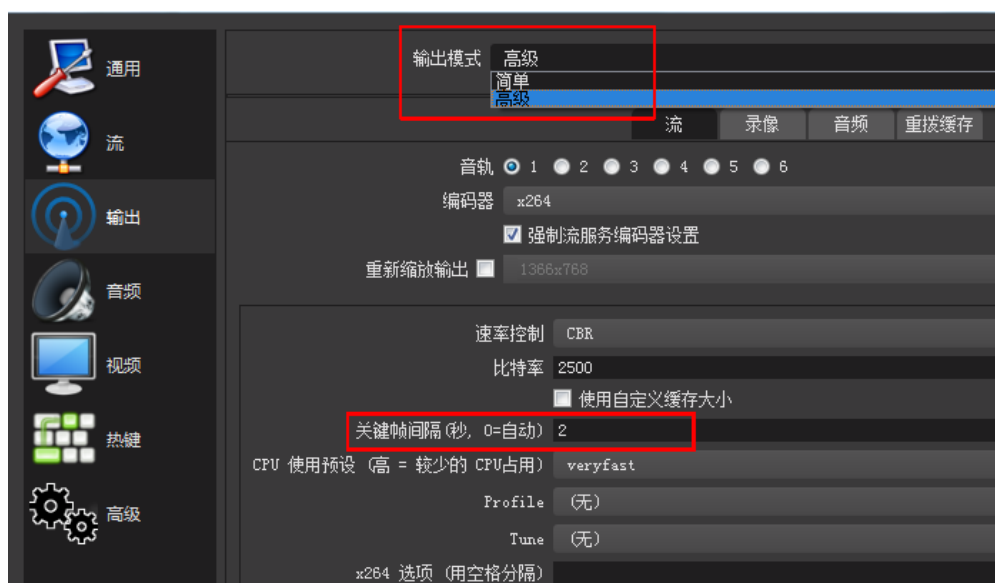 通用
流
输出
音频
视频
热键
高级
输出模式 高级
简单
高级
流 录像 音频 重拨缓存
音轨 1 2 3 4 5 6
编码器 x264
强制流服务编码器设置
重新缩放输出 1366x768
速率控制 CBR
比特率 2500
使用自定义缓存大小
关键帧间隔(秒, 0=自动) 2
CPU 使用预设 (高 = 较少的 CPU占用) veryfast
Profile (无)
Tune (无)
x264 选项 (用空格分隔)